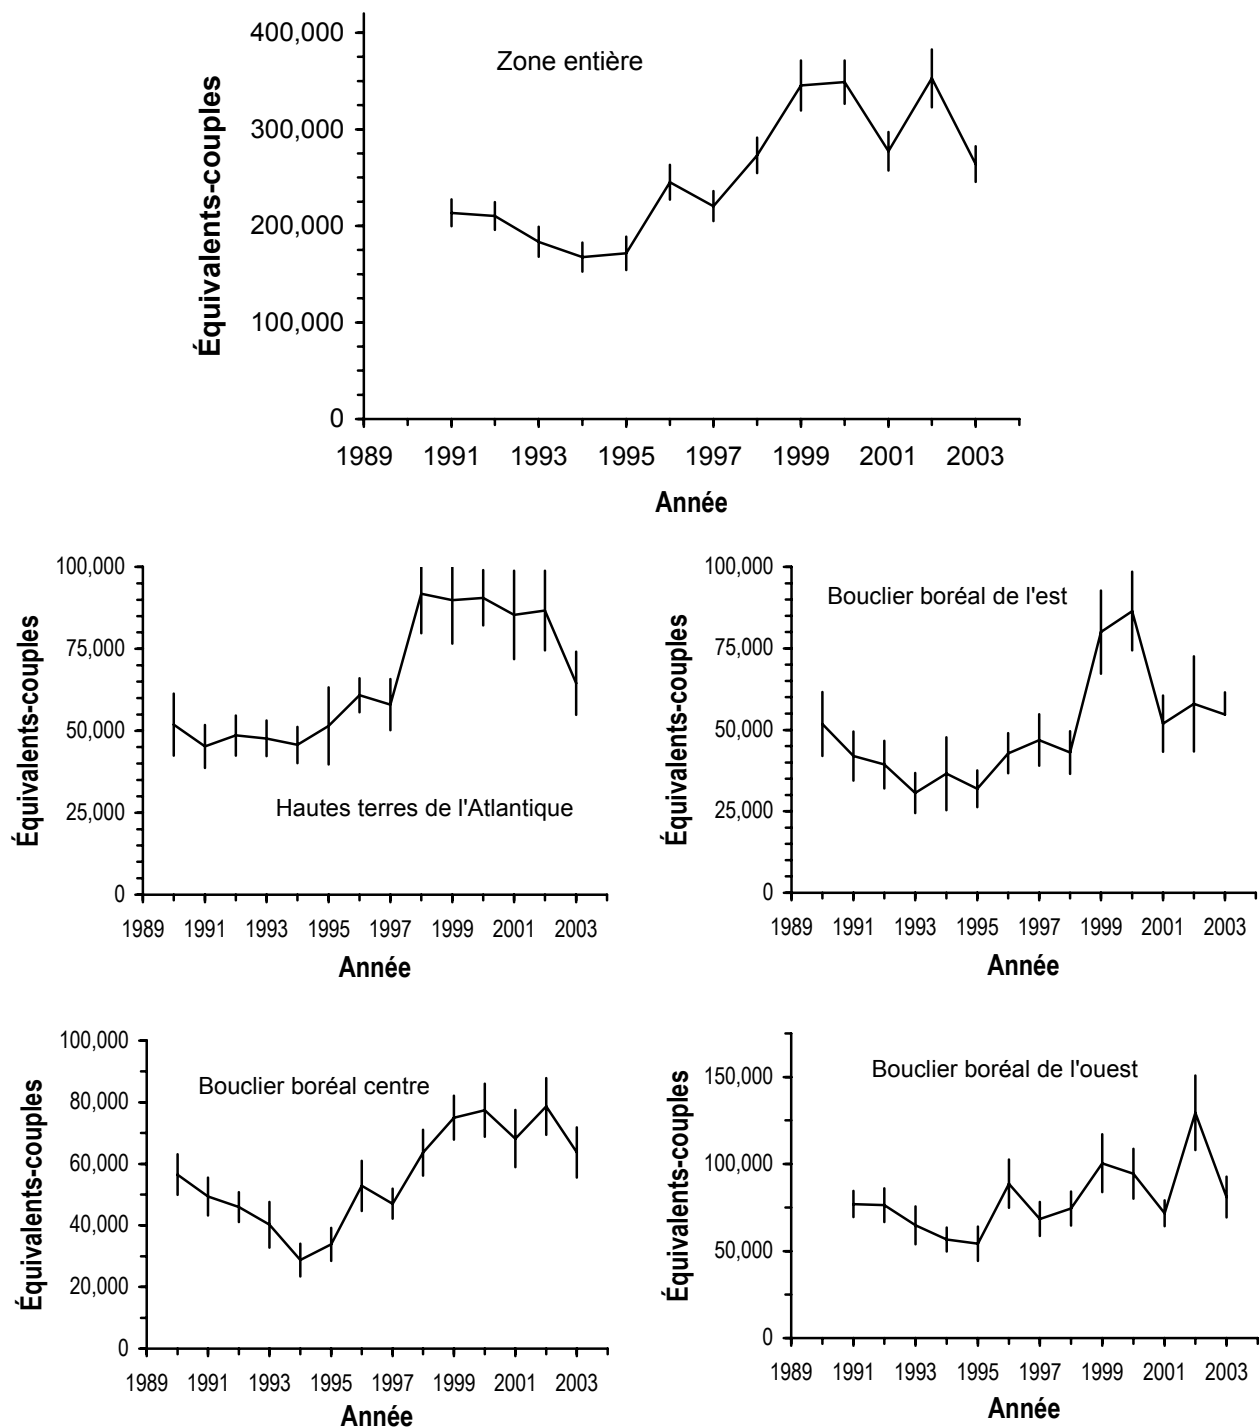 Zone entière
Équivalents-couples
400,000
300,000
200,000
100,000
0
1989 1991 1993 1995 1997 1999 2001 2003
Année
Hautes terres de l'Atlantique
Équivalents-couples
100,000
75,000
50,000
25,000
0
1989 1991 1993 1995 1997 1999 2001 2003
Année
Bouclier boréal de l'est
Équivalents-couples
100,000
75,000
50,000
25,000
0
1989 1991 1993 1995 1997 1999 2001 2003
Année
Bouclier boréal centre
Équivalents-couples
100,000
80,000
60,000
40,000
20,000
0
1989 1991 1993 1995 1997 1999 2001 2003
Année
Bouclier boréal de l'ouest
Équivalents-couples
150,000
100,000
50,000
0
1989 1991 1993 1995 1997 1999 2001 2003
Année